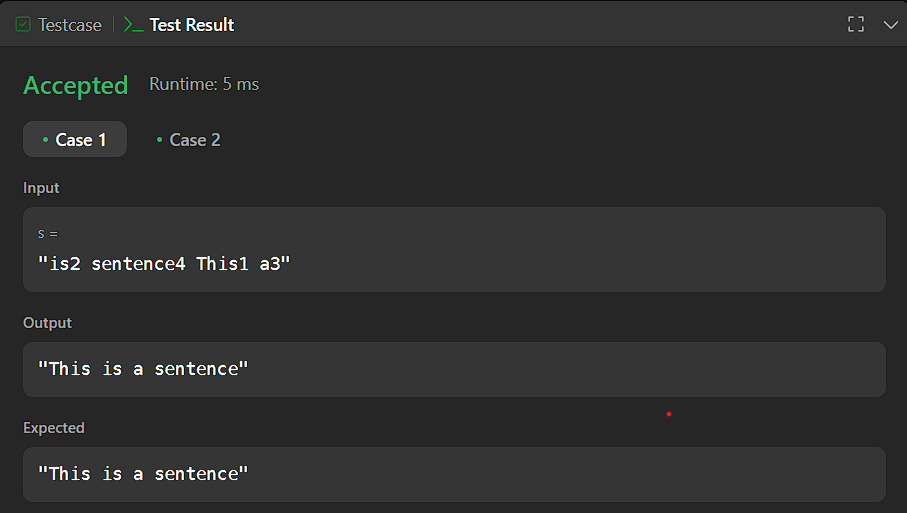 Testcase
Test Result
Accepted
Runtime: 5 ms
Case 1
Case 2
Input
s =
"is2 sentence4 This1 a3"
Output
"This is a sentence"
Expected
"This is a sentence"